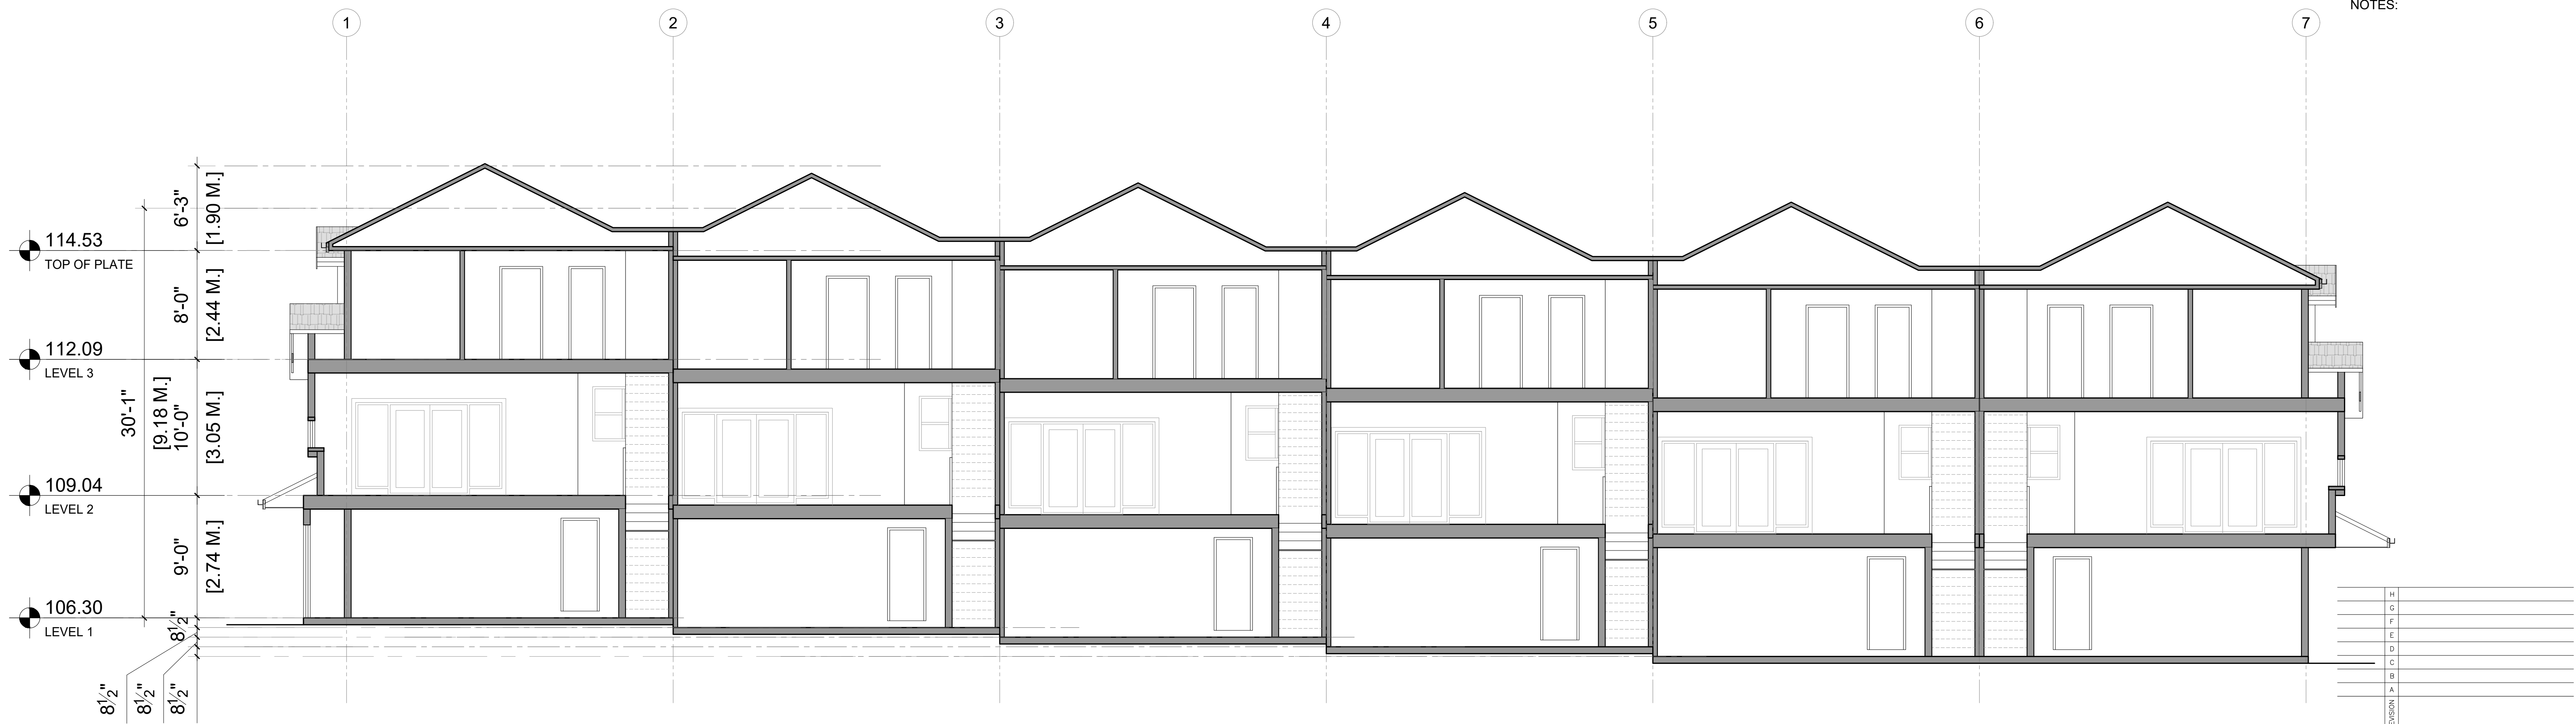 NOTES:
1 2 3 4 5 6 7
6'-3"
[1.90 M.]
114.53
TOP OF PLATE
8'-0"
[2.44 M.]
112.09
LEVEL 3
30'-1"
[9.18 M.]
10'-0"
[3.05 M.]
109.04
LEVEL 2
9'-0"
[2.74 M.]
106.30
LEVEL 1
8½"
8½"
8½"
8½"
H
G
F
E
D
C
B
A